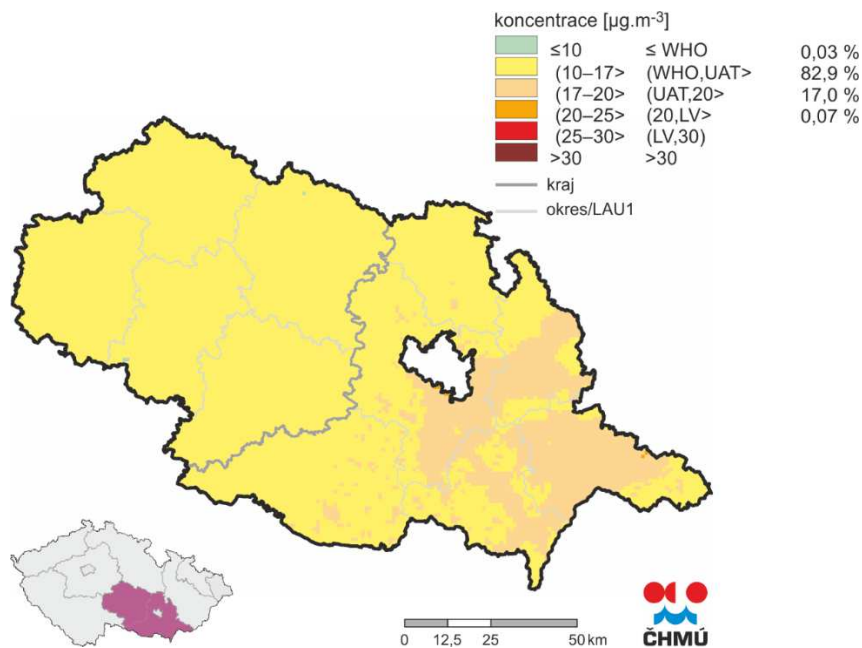 koncentrace [µg.m-³]
≤10 ≤ WHO 0,03 %
(10–17> (WHO,UAT> 82,9 %
(17–20> (UAT,20> 17,0 %
(20–25> (20,LV> 0,07 %
(25–30> (LV,30)
>30 >30
kraj
okres/LAU1
0 12,5 25 50 km
ČHMÚ